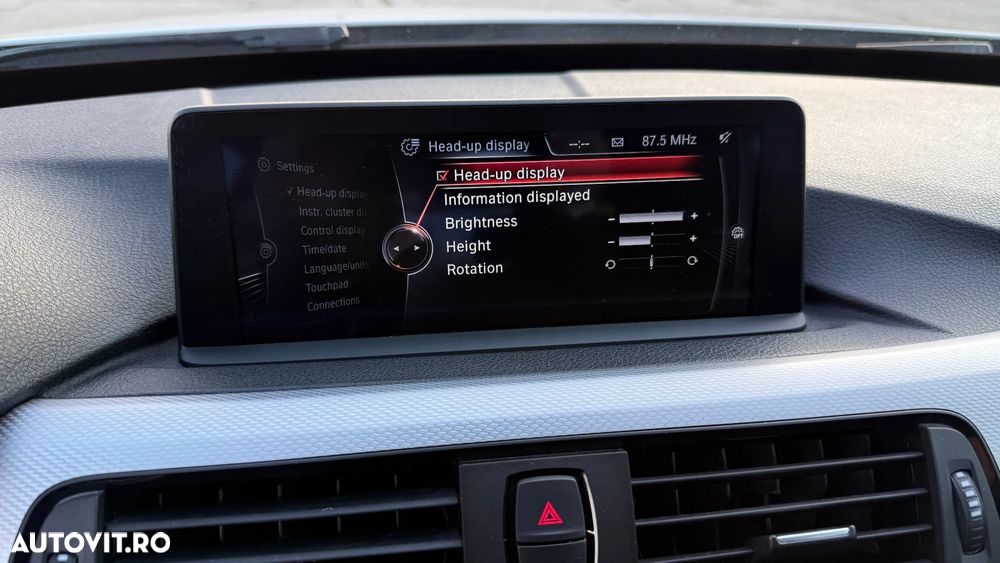 Head-up display --:-- 87.5 MHz
Settings
✓ Head-up display
Instr. cluster dis
Control display
Time/date
Language/units
Touchpad
Connections
Head-up display
Information displayed
Brightness - +
Height - +
Rotation
OPT
AUTOVIT.RO